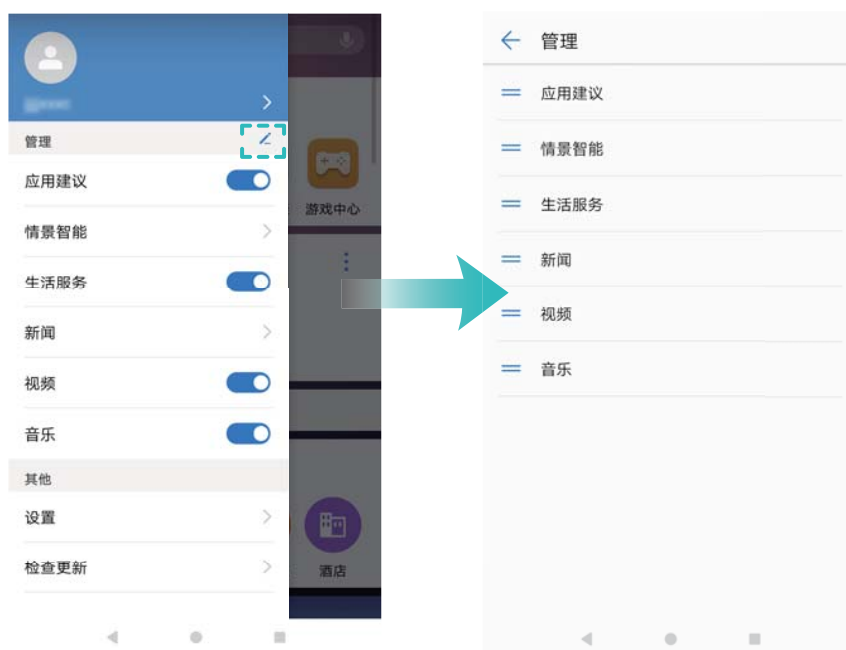 管理
应用建议
情景智能
生活服务
新闻
视频
音乐
其他
设置
检查更新
游戏中心
酒店
管理
应用建议
情景智能
生活服务
新闻
视频
音乐